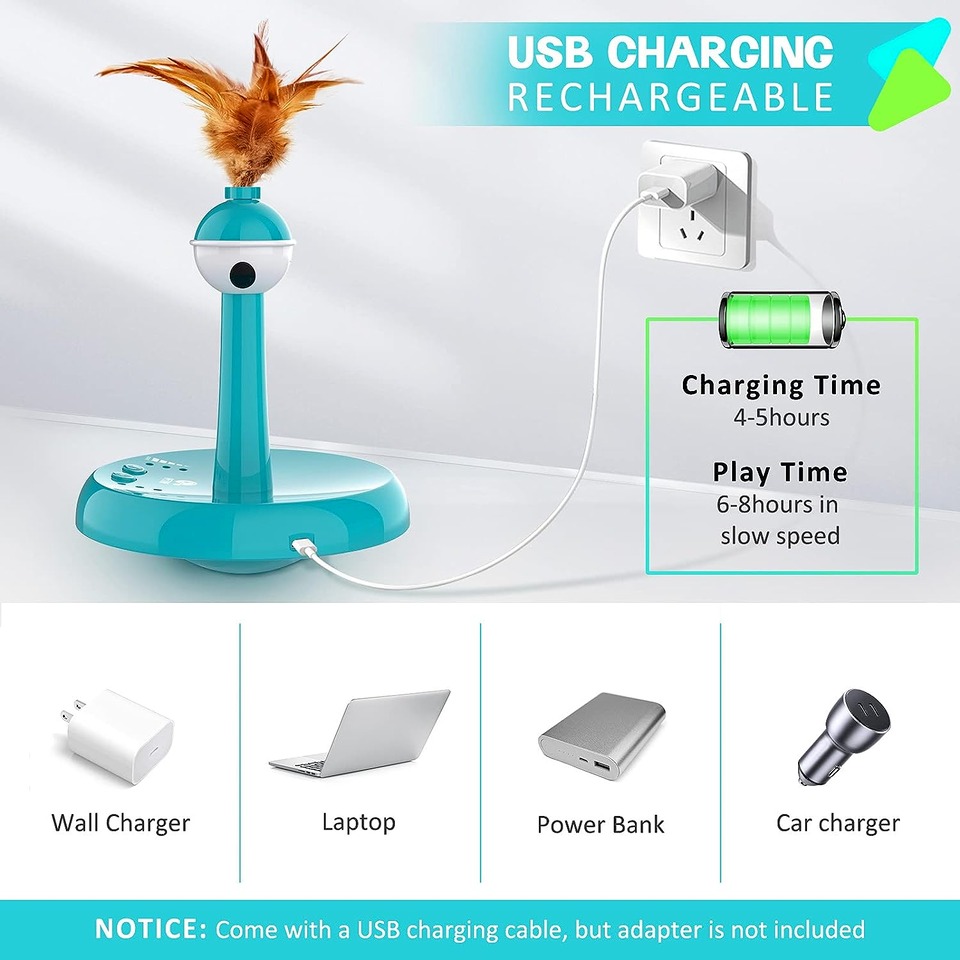 USB CHARGING
RECHARGEABLE
Charging Time
4-5hours
Play Time
6-8hours in
slow speed
Wall Charger
Laptop
Power Bank
Car charger
NOTICE: Come with a USB charging cable, but adapter is not included